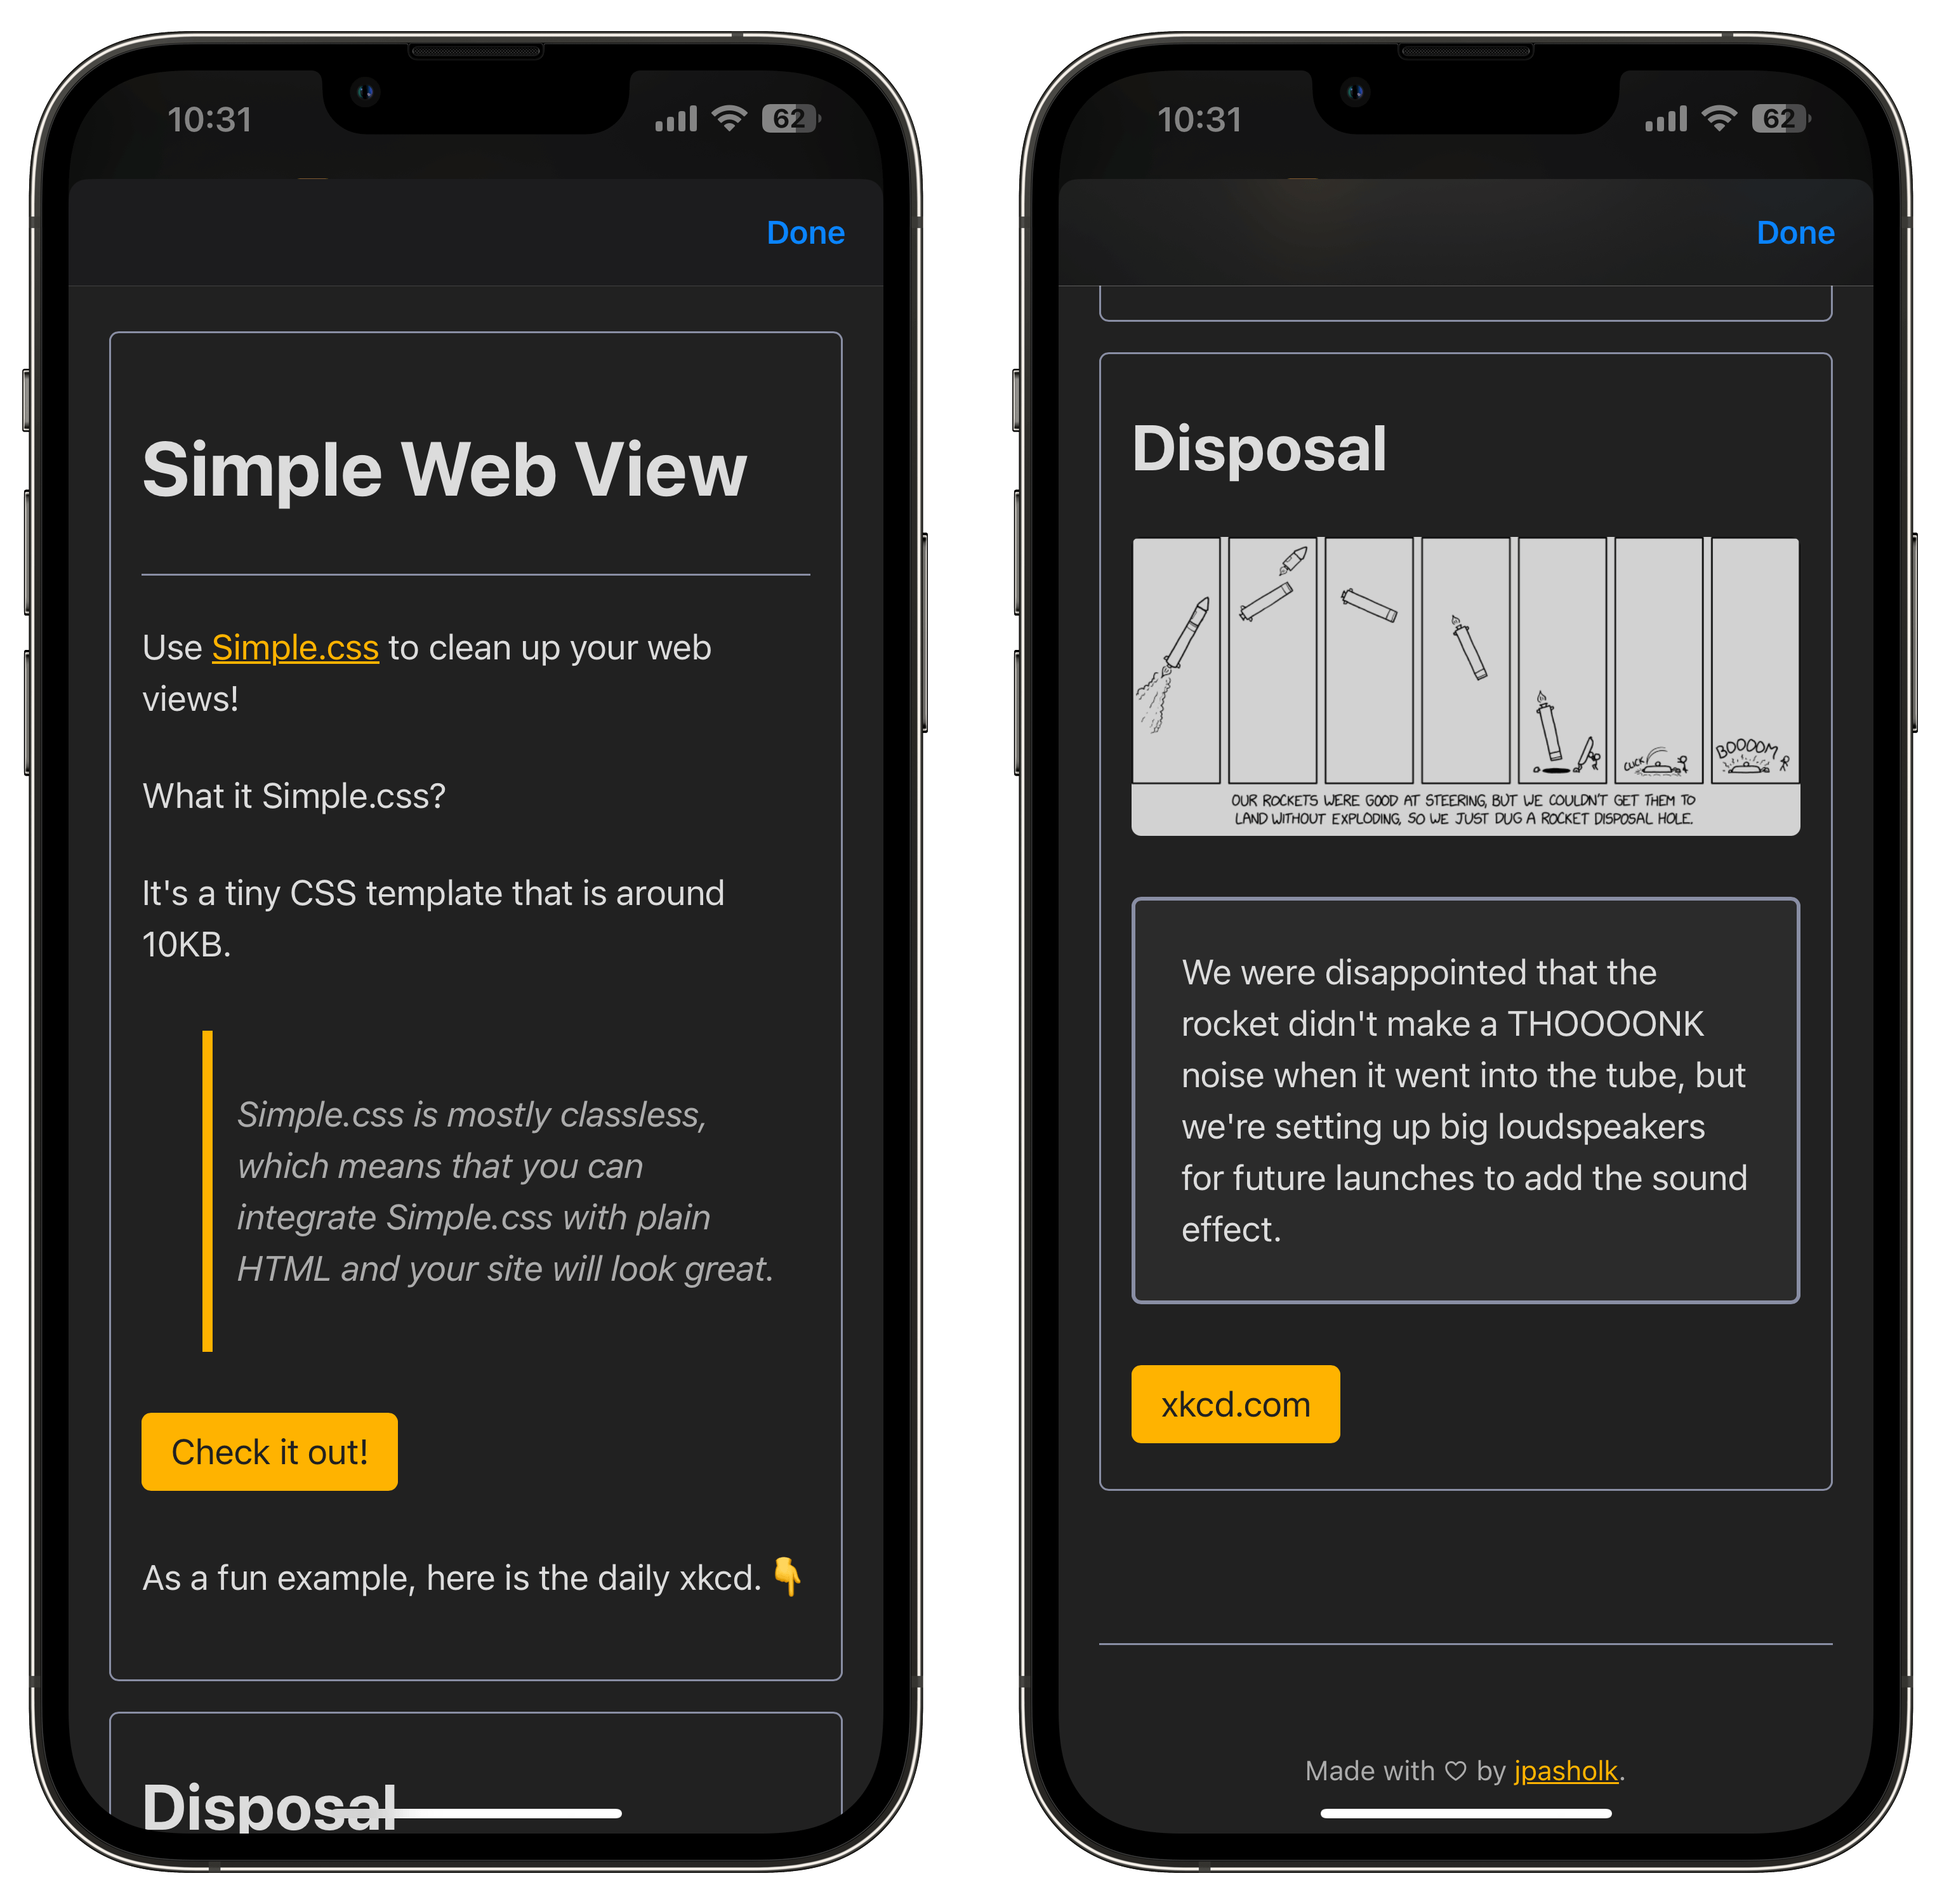 10:31
62
Done
Simple Web View
Use Simple.css to clean up your web
views!
What it Simple.css?
It's a tiny CSS template that is around
10KB.
Simple.css is mostly classless,
which means that you can
integrate Simple.css with plain
HTML and your site will look great.
Check it out!
As a fun example, here is the daily xkcd. 👇
Disposal
10:31
62
Done
Disposal
CLICK
BOOOOM
OUR ROCKETS WERE GOOD AT STEERING, BUT WE COULDN'T GET THEM TO
LAND WITHOUT EXPLODING, SO WE JUST DUG A ROCKET DISPOSAL HOLE.
We were disappointed that the
rocket didn't make a THOOOONK
noise when it went into the tube, but
we're setting up big loudspeakers
for future launches to add the sound
effect.
xkcd.com
Made with ♡ by jpasholk.